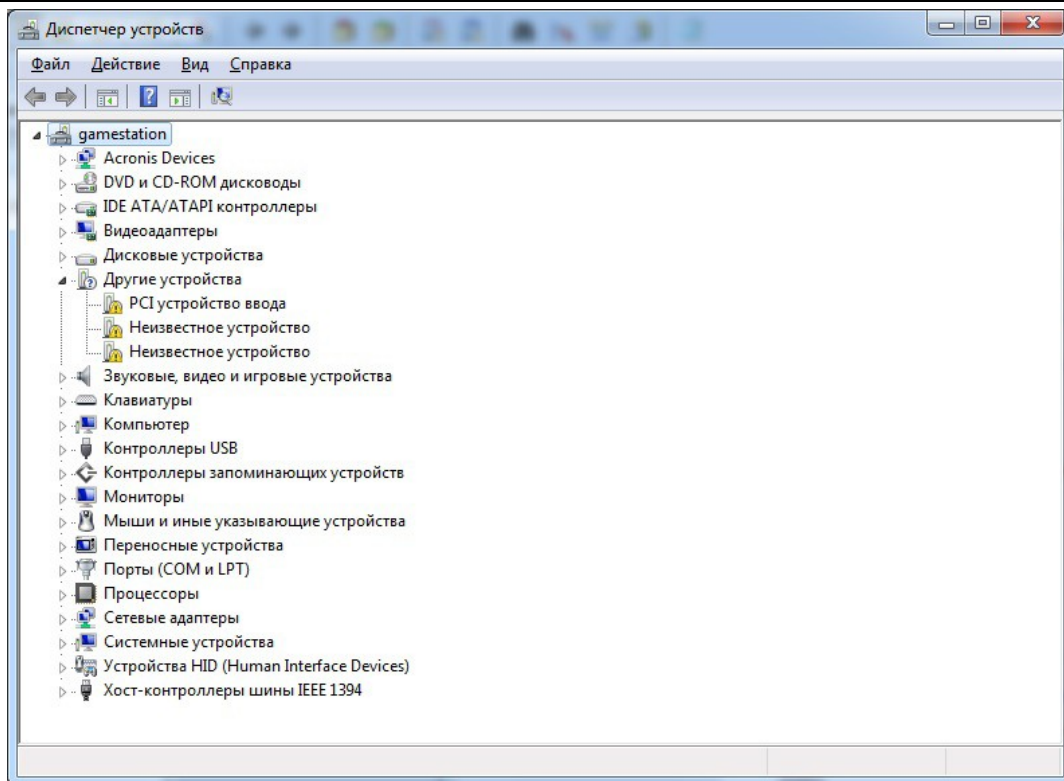 Диспетчер устройств
Файл Действие Вид Справка
gamestation
Acronis Devices
DVD и CD-ROM дисководы
IDE ATA/ATAPI контроллеры
Видеоадаптеры
Дисковые устройства
Другие устройства
PCI устройство ввода
Неизвестное устройство
Неизвестное устройство
Звуковые, видео и игровые устройства
Клавиатуры
Компьютер
Контроллеры USB
Контроллеры запоминающих устройств
Мониторы
Мыши и иные указывающие устройства
Переносные устройства
Порты (COM и LPT)
Процессоры
Сетевые адаптеры
Системные устройства
Устройства HID (Human Interface Devices)
Хост-контроллеры шины IEEE 1394